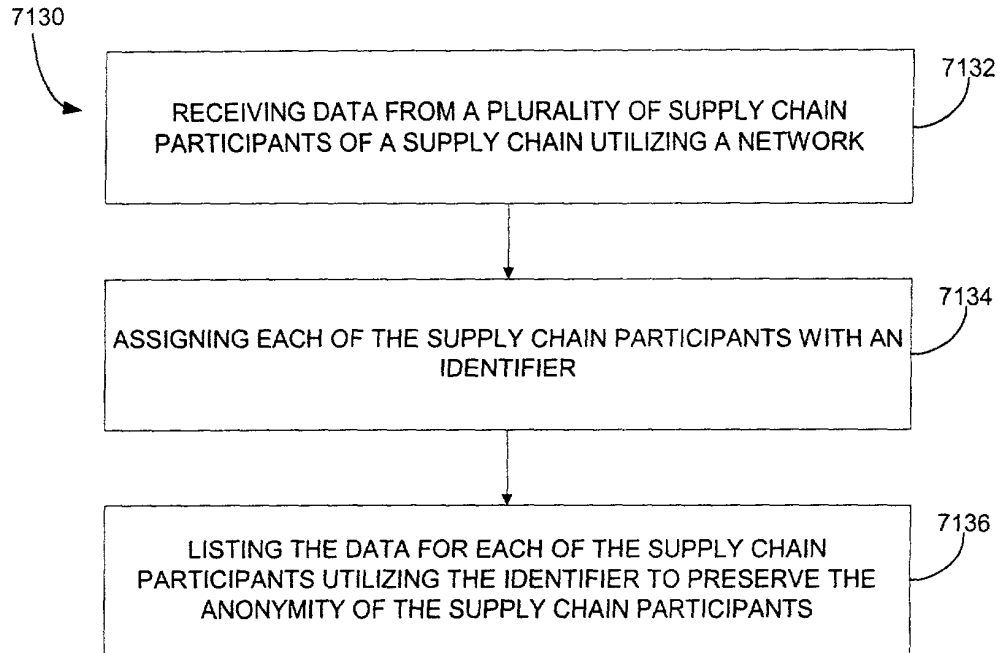 7130
7132
RECEIVING DATA FROM A PLURALITY OF SUPPLY CHAIN
PARTICIPANTS OF A SUPPLY CHAIN UTILIZING A NETWORK
7134
ASSIGNING EACH OF THE SUPPLY CHAIN PARTICIPANTS WITH AN
IDENTIFIER
7136
LISTING THE DATA FOR EACH OF THE SUPPLY CHAIN
PARTICIPANTS UTILIZING THE IDENTIFIER TO PRESERVE THE
ANONYMITY OF THE SUPPLY CHAIN PARTICIPANTS